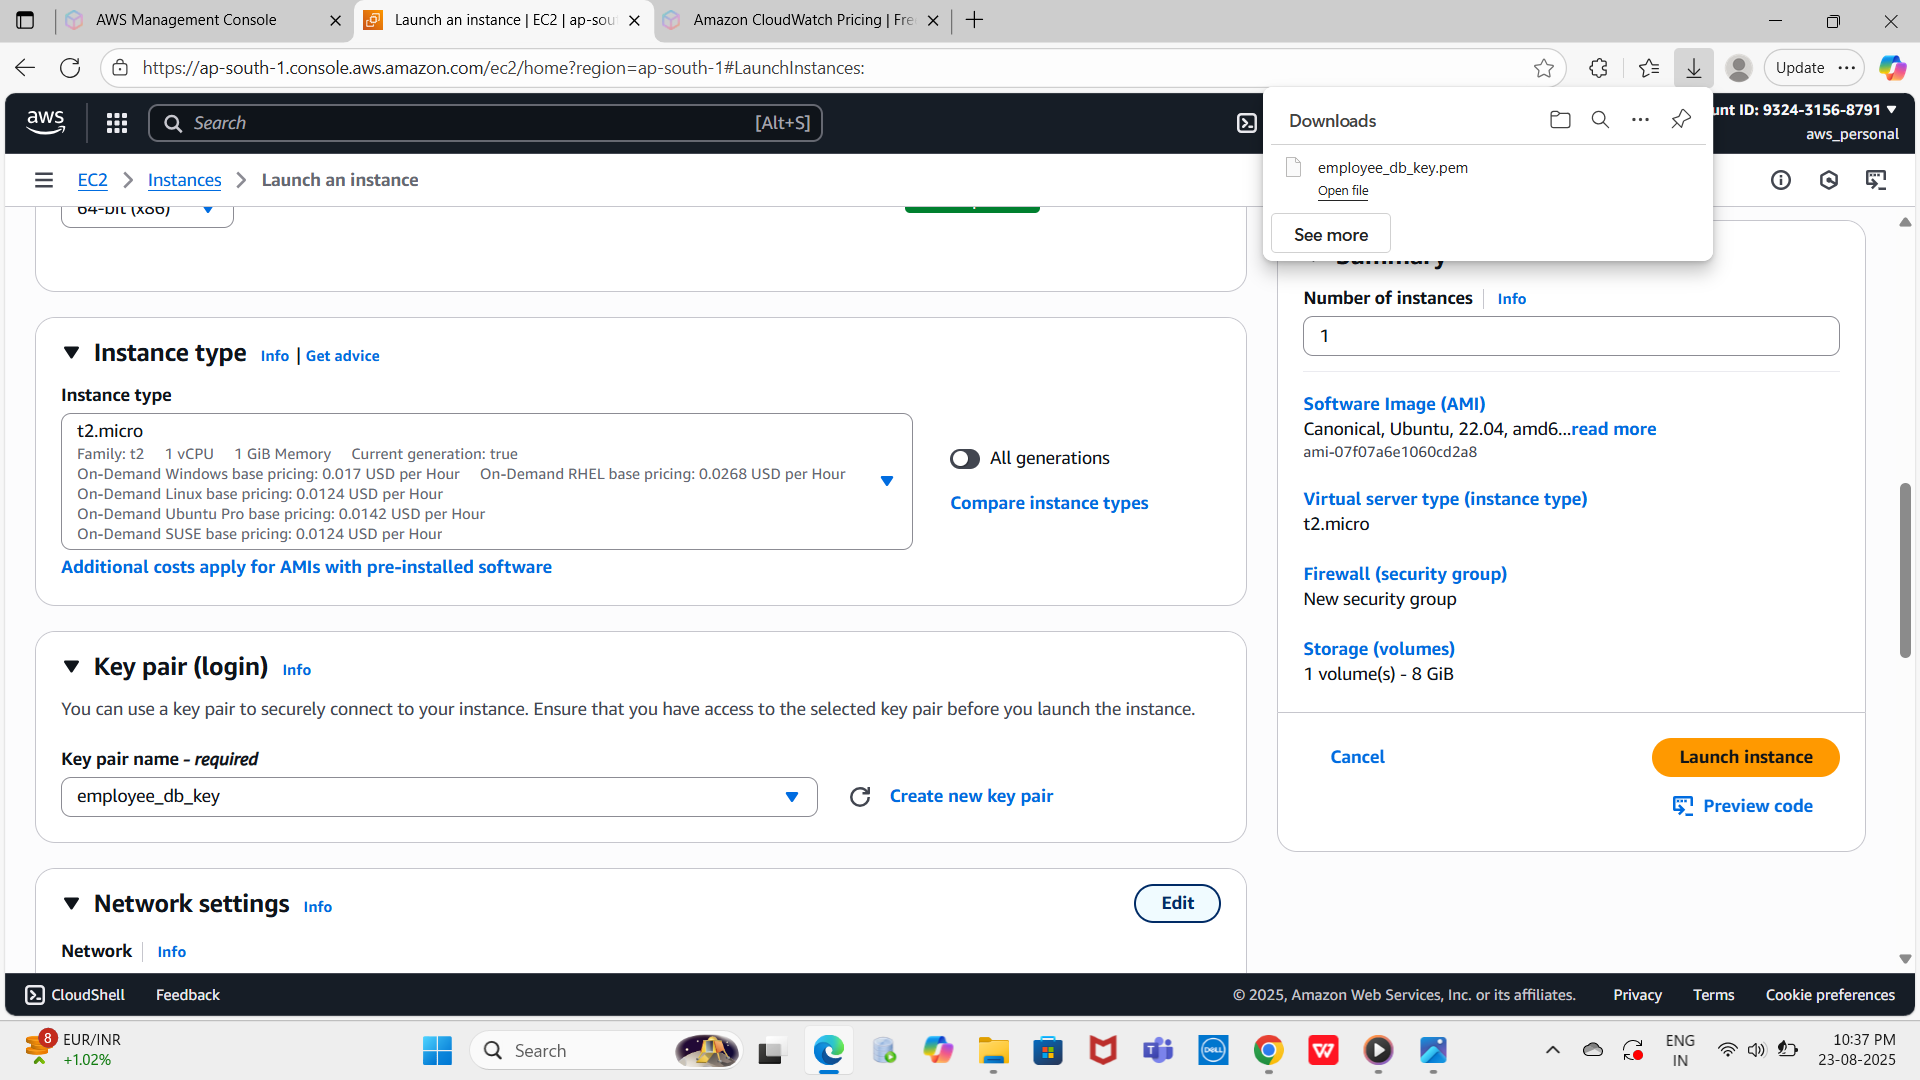 AWS Management Console
Launch an instance | EC2 | ap-sou
Amazon CloudWatch Pricing | Fre
https://ap-south-1.console.aws.amazon.com/ec2/home?region=ap-south-1#LaunchInstances:
Update
aws
Search
[Alt+S]
unt ID: 9324-3156-8791
aws_personal
Downloads
employee_db_key.pem
Open file
See more
EC2
Instances
Launch an instance
64-bit (x86)
Instance type
Info
Get advice
Instance type
t2.micro
Family: t2 1 vCPU 1 GiB Memory Current generation: true
On-Demand Windows base pricing: 0.017 USD per Hour On-Demand RHEL base pricing: 0.0268 USD per Hour
On-Demand Linux base pricing: 0.0124 USD per Hour
On-Demand Ubuntu Pro base pricing: 0.0142 USD per Hour
On-Demand SUSE base pricing: 0.0124 USD per Hour
All generations
Compare instance types
Additional costs apply for AMIs with pre-installed software
Key pair (login)
Info
You can use a key pair to securely connect to your instance. Ensure that you have access to the selected key pair before you launch the instance.
Key pair name - required
employee_db_key
Create new key pair
Network settings
Info
Edit
Network
Info
Summary
Number of instances
Info
1
Software Image (AMI)
Canonical, Ubuntu, 22.04, amd6...read more
ami-07f07a6e1060cd2a8
Virtual server type (instance type)
t2.micro
Firewall (security group)
New security group
Storage (volumes)
1 volume(s) - 8 GiB
Cancel
Launch instance
Preview code
CloudShell
Feedback
© 2025, Amazon Web Services, Inc. or its affiliates.
Privacy
Terms
Cookie preferences
8
EUR/INR
+1.02%
Search
DELL
W
ENG
IN
10:37 PM
23-08-2025